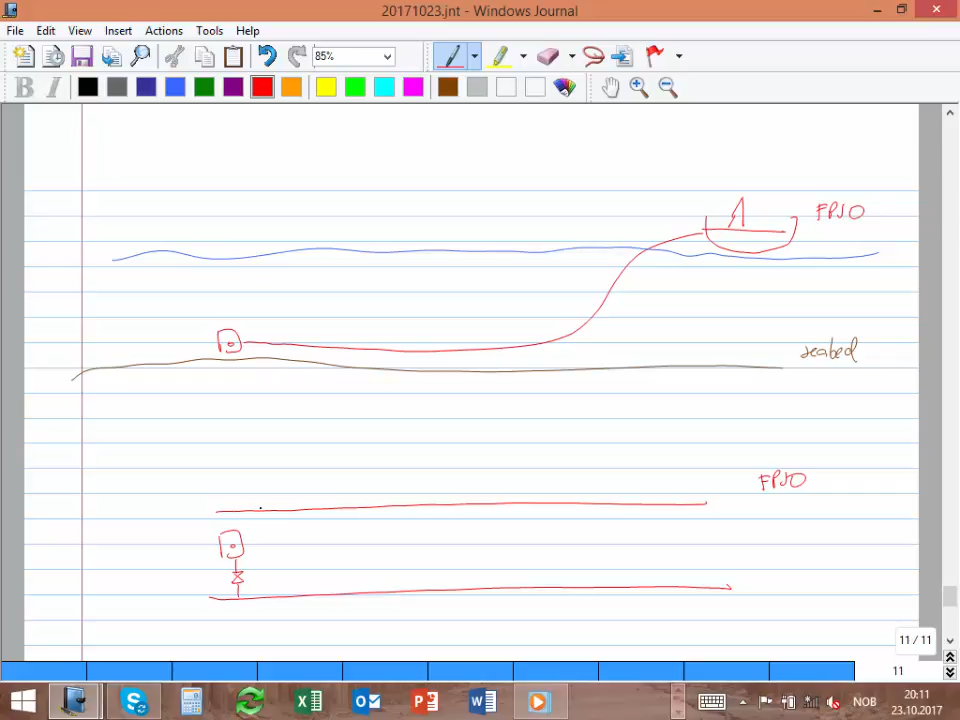 20171023.jnt - Windows Journal
File Edit View Insert Actions Tools Help
85%
B I
FPSO
seabed
FPSO
11 / 11
11
NOB
20:11
23.10.2017